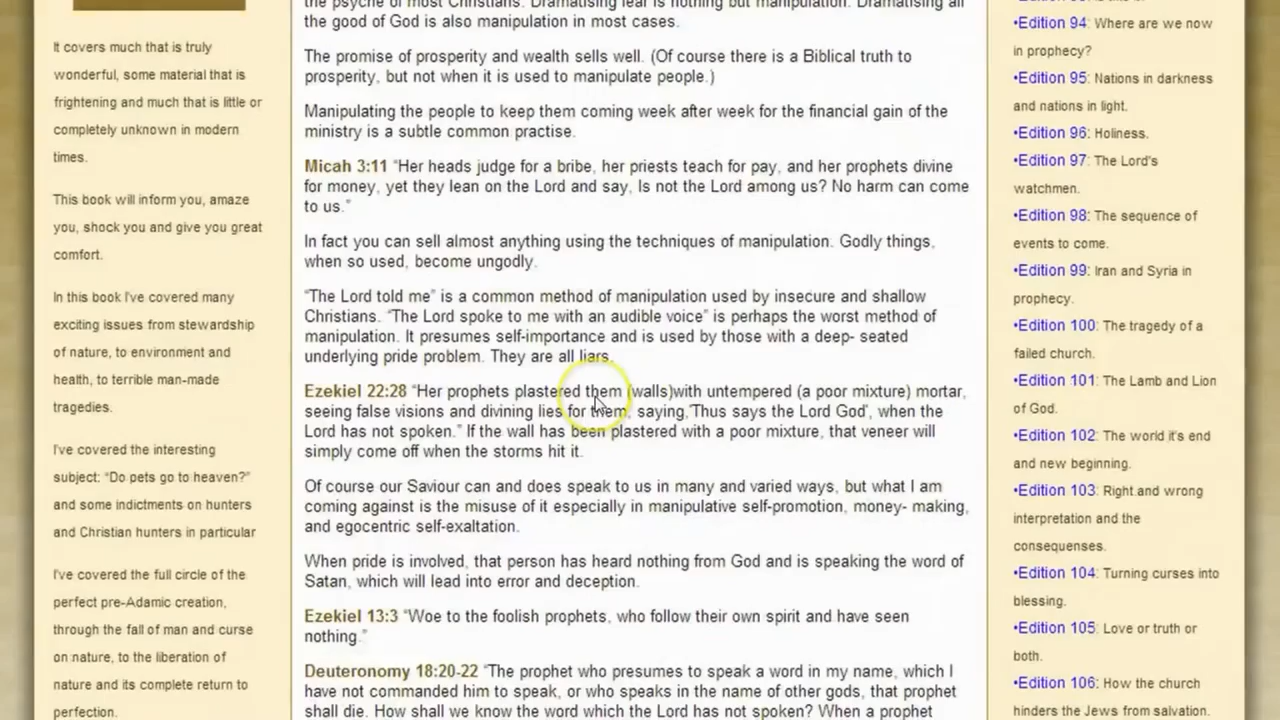 It covers much that is truly
wonderful, some material that is
frightening and much that is little or
completely unknown in modern
times.
This book will inform you, amaze
you, shock you and give you great
comfort.
In this book I've covered many
exciting issues from stewardship
of nature, to environment and
health, to terrible man-made
tragedies.
I've covered the interesting
subject: “Do pets go to heaven?”
and some indictments on hunters
and Christian hunters in particular
I've covered the full circle of the
perfect pre-Adamic creation,
through the fall of man and curse
on nature, to the liberation of
nature and its complete return to
perfection.
the psyche of most Christians. Dramatising fear is nothing but manipulation. Dramatising all
the good of God is also manipulation in most cases.
The promise of prosperity and wealth sells well. (Of course there is a Biblical truth to
prosperity, but not when it is used to manipulate people.)
Manipulating the people to keep them coming week after week for the financial gain of the
ministry is a subtle common practise.
Micah 3:11 “Her heads judge for a bribe, her priests teach for pay, and her prophets divine
for money, yet they lean on the Lord and say, Is not the Lord among us? No harm can come
to us.”
In fact you can sell almost anything using the techniques of manipulation. Godly things,
when so used, become ungodly.
“The Lord told me” is a common method of manipulation used by insecure and shallow
Christians. “The Lord spoke to me with an audible voice” is perhaps the worst method of
manipulation. It presumes self-importance and is used by those with a deep- seated
underlying pride problem. They are all liars.
Ezekiel 22:28 “Her prophets plastered them (walls)with untempered (a poor mixture) mortar,
seeing false visions and divining lies for them, saying,'Thus says the Lord God', when the
Lord has not spoken.” If the wall has been plastered with a poor mixture, that veneer will
simply come off when the storms hit it.
Of course our Saviour can and does speak to us in many and varied ways, but what I am
coming against is the misuse of it especially in manipulative self-promotion, money- making,
and egocentric self-exaltation.
When pride is involved, that person has heard nothing from God and is speaking the word of
Satan, which will lead into error and deception.
Ezekiel 13:3 “Woe to the foolish prophets, who follow their own spirit and have seen
nothing.”
Deuteronomy 18:20-22 “The prophet who presumes to speak a word in my name, which I
have not commanded him to speak, or who speaks in the name of other gods, that prophet
shall die. How shall we know the word which the Lord has not spoken? When a prophet
•Edition 94: Where are we now
in prophecy?
•Edition 95: Nations in darkness
and nations in light.
•Edition 96: Holiness.
•Edition 97: The Lord's
watchmen.
•Edition 98: The sequence of
events to come.
•Edition 99: Iran and Syria in
prophecy.
•Edition 100: The tragedy of a
failed church.
•Edition 101: The Lamb and Lion
of God.
•Edition 102: The world it's end
and new beginning.
•Edition 103: Right and wrong
interpretation and the
consequences.
•Edition 104: Turning curses into
blessing.
•Edition 105: Love or truth or
both.
•Edition 106: How the church
hinders the Jews from salvation.